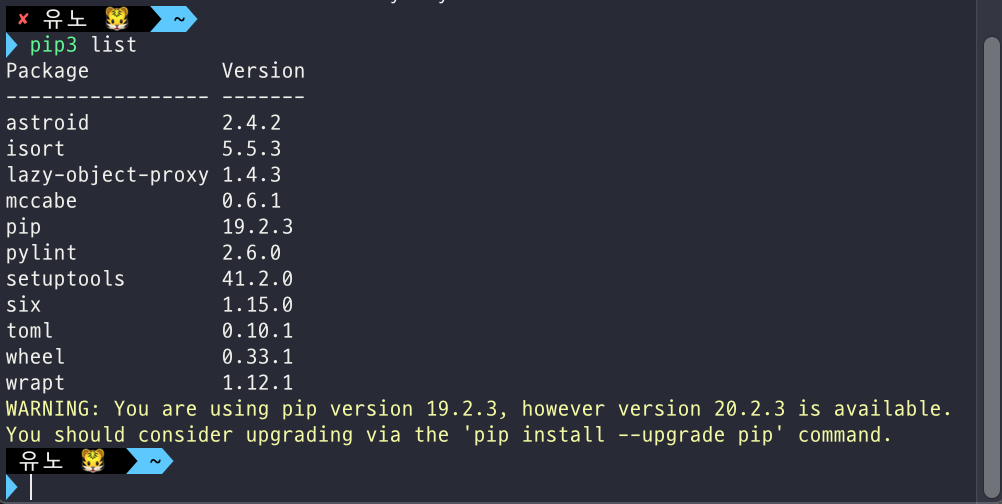 ✘ 유노 🐯 ~
pip3 list
Package Version
----------------- -------
astroid 2.4.2
isort 5.5.3
lazy-object-proxy 1.4.3
mccabe 0.6.1
pip 19.2.3
pylint 2.6.0
setuptools 41.2.0
six 1.15.0
toml 0.10.1
wheel 0.33.1
wrapt 1.12.1
WARNING: You are using pip version 19.2.3, however version 20.2.3 is available.
You should consider upgrading via the 'pip install --upgrade pip' command.
유노 🐯 ~